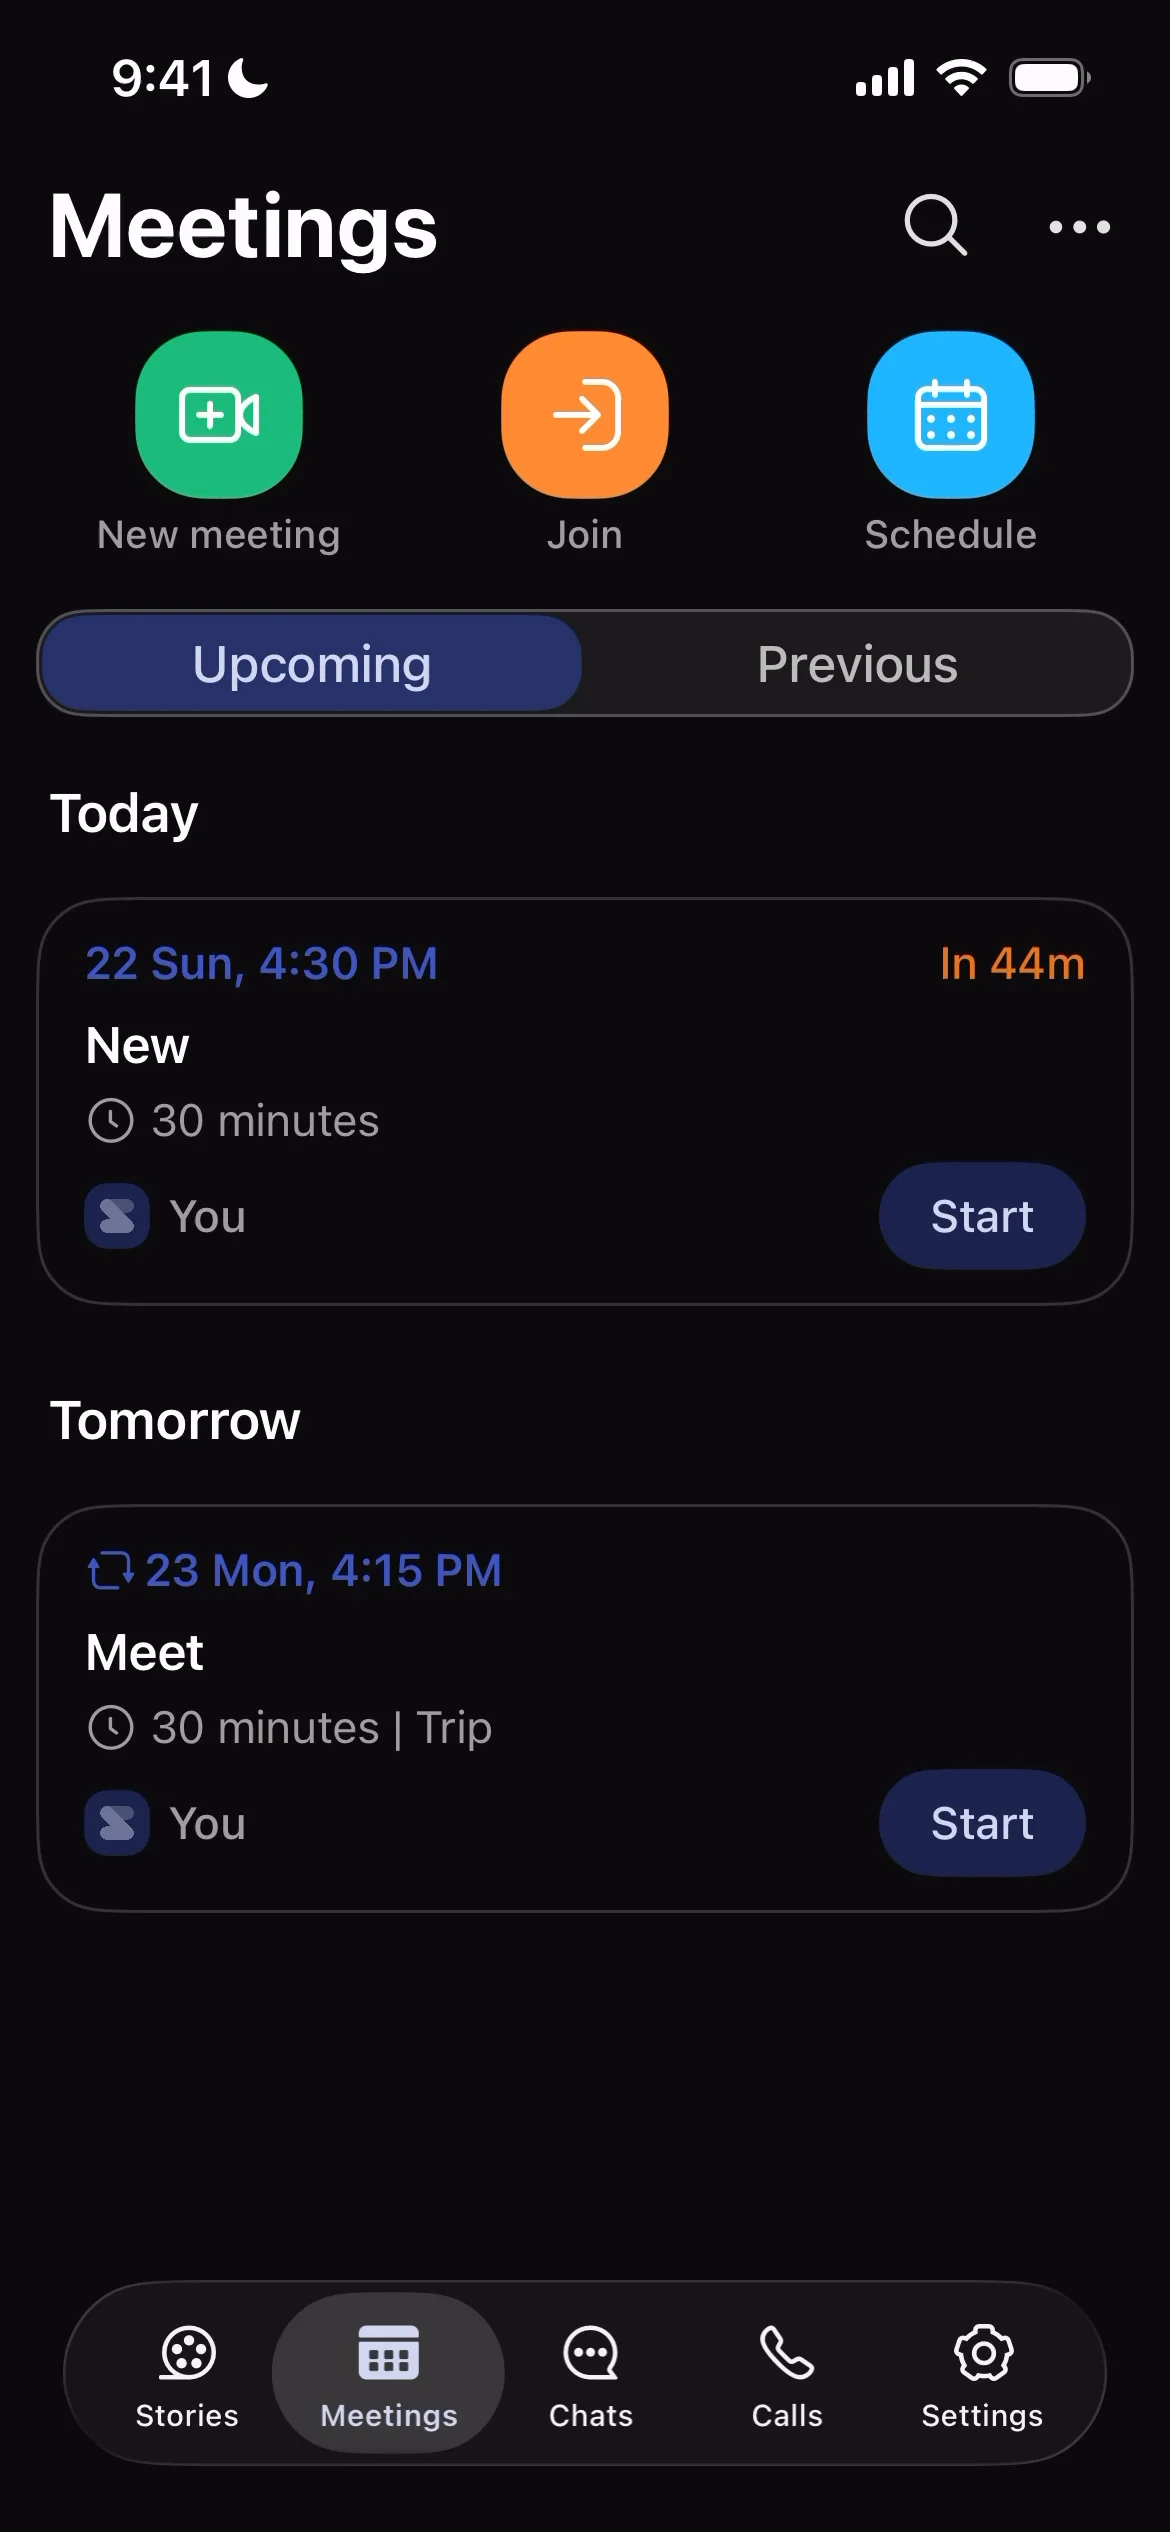 9:41
Meetings
New meeting
Join
Schedule
Upcoming
Previous
Today
22 Sun, 4:30 PM
In 44m
New
30 minutes
You
Start
Tomorrow
23 Mon, 4:15 PM
Meet
30 minutes | Trip
You
Start
Stories
Meetings
Chats
Calls
Settings